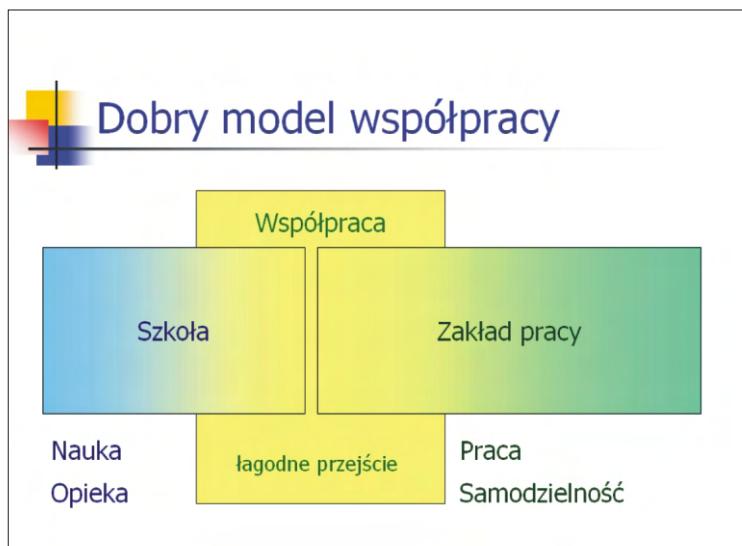 Dobry model współpracy
Współpraca
Szkoła
Zakład pracy
Nauka
Opieka
łagodne przejście
Praca
Samodzielność